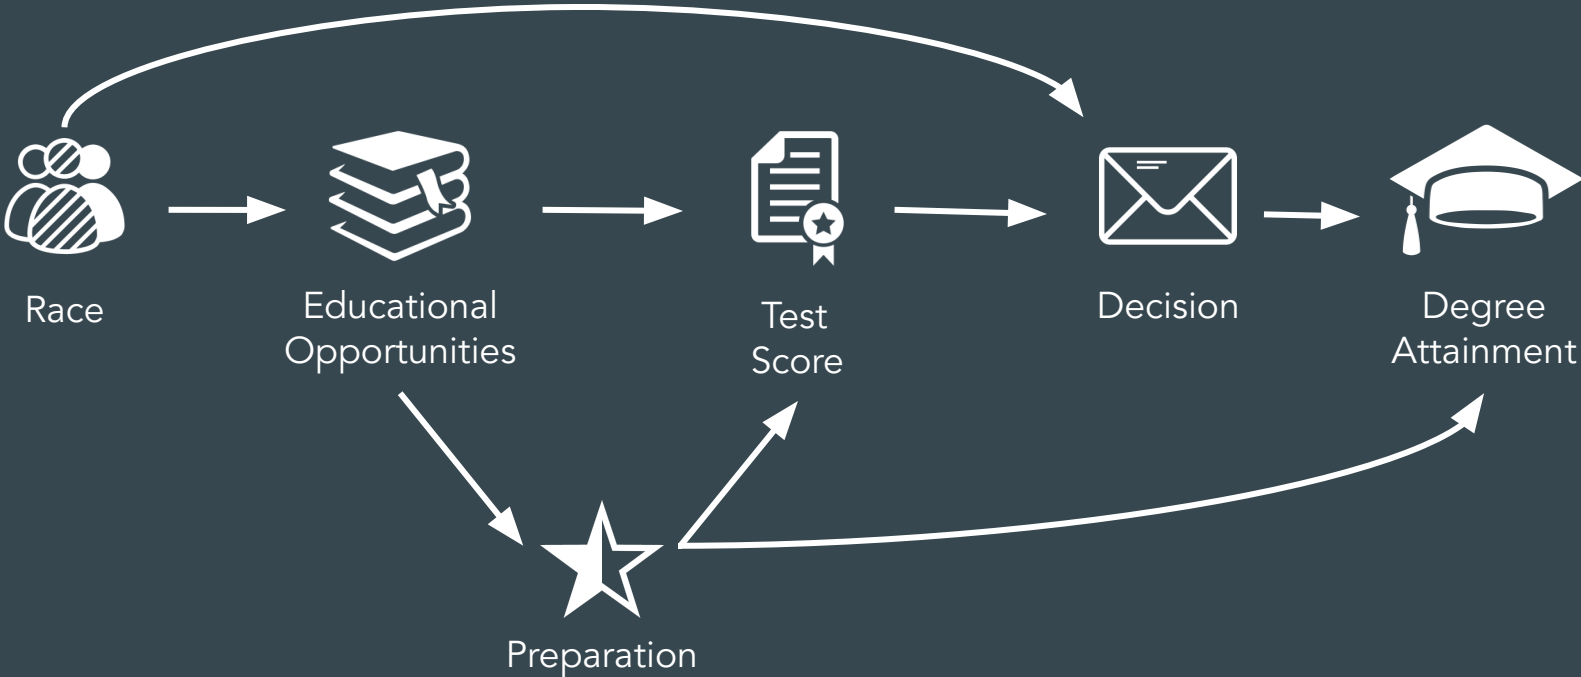 Race
Educational
Opportunities
Test
Score
Decision
Degree
Attainment
Preparation